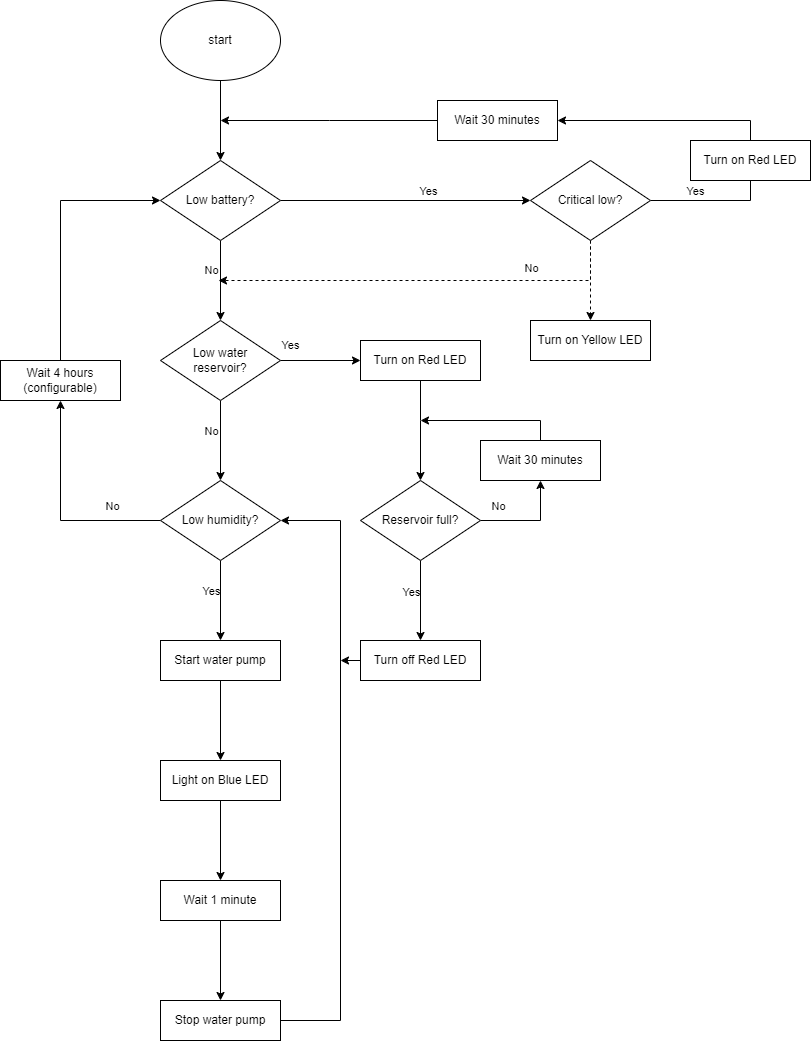 start
Wait 30 minutes
Turn on Red LED
Low battery?
Yes
Critical low?
Yes
No
No
Turn on Yellow LED
Low water
reservoir?
Yes
Turn on Red LED
Wait 4 hours
(configurable)
No
Wait 30 minutes
No
Low humidity?
Reservoir full?
No
Yes
Yes
Start water pump
Turn off Red LED
Light on Blue LED
Wait 1 minute
Stop water pump